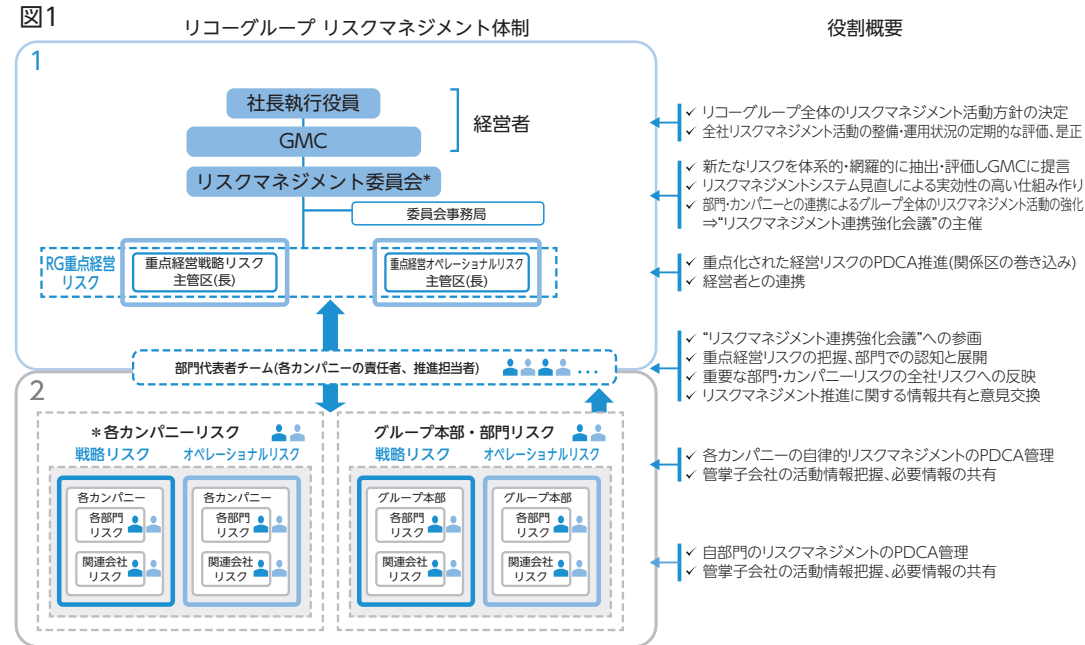 図1
リコーグループ リスクマネジメント体制
役割概要
1
社長執行役員
GMC
経営者
リスクマネジメント委員会*
委員会事務局
RG重点経営
リスク
重点経営戦略リスク
主管区(長)
重点経営オペレーショナルリスク
主管区(長)
部門代表者チーム(各カンパニーの責任者、推進担当者)
...
2
＊各カンパニーリスク
戦略リスク
オペレーショナルリスク
各カンパニー
各部門
リスク
関連会社
リスク
各カンパニー
各部門
リスク
関連会社
リスク
グループ本部・部門リスク
戦略リスク
オペレーショナルリスク
グループ本部
各部門
リスク
関連会社
リスク
グループ本部
各部門
リスク
関連会社
リスク
✓ リコーグループ全体のリスクマネジメント活動方針の決定
✓ 全社リスクマネジメント活動の整備･運用状況の定期的な評価、是正
✓ 新たなリスクを体系的･網羅的に抽出･評価しGMCに提言
✓ リスクマネジメントシステム見直しによる実効性の高い仕組み作り
✓ 部門･カンパニーとの連携によるグループ全体のリスクマネジメント活動の強化
⇒“リスクマネジメント連携強化会議”の主催
✓ 重点化された経営リスクのPDCA推進(関係区の巻き込み)
✓ 経営者との連携
✓ “リスクマネジメント連携強化会議”への参画
✓ 重点経営リスクの把握、部門での認知と展開
✓ 重要な部門･カンパニーリスクの全社リスクへの反映
✓ リスクマネジメント推進に関する情報共有と意見交換
✓ 各カンパニーの自律的リスクマネジメントのPDCA管理
✓ 管掌子会社の活動情報把握、必要情報の共有
✓ 自部門のリスクマネジメントのPDCA管理
✓ 管掌子会社の活動情報把握、必要情報の共有